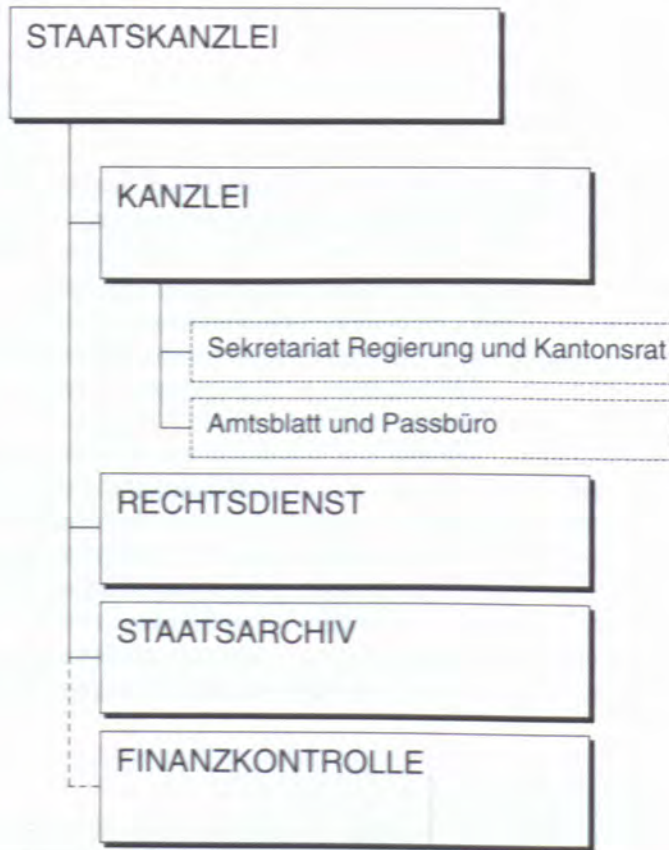 STAATSKANZLEI
KANZLEI
Sekretariat Regierung und Kantonsrat
Amtsblatt und Passbüro
RECHTSDIENST
STAATSARCHIV
FINANZKONTROLLE